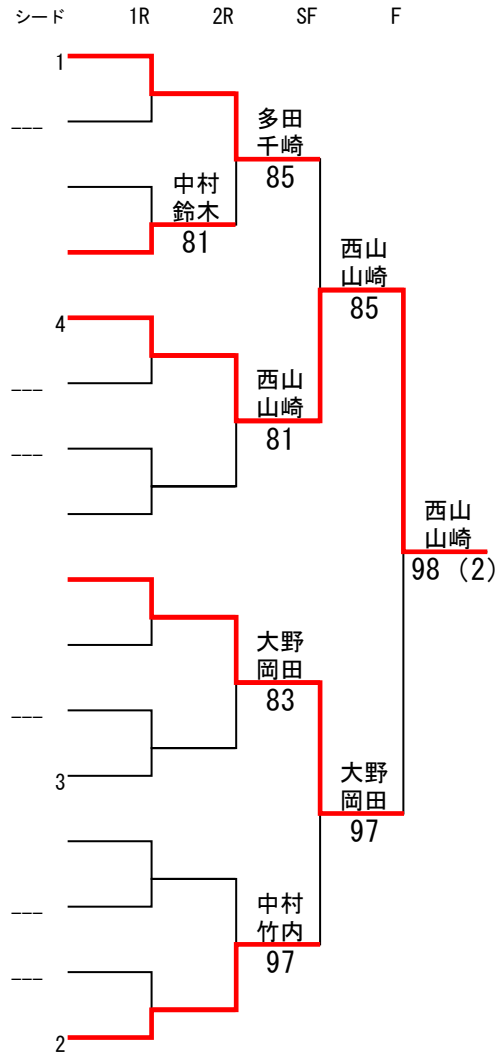 シード 1R 2R SF F
1
---
多田
千崎
85
中村
鈴木
81
西山
山崎
85
4
---
西山
山崎
81
---
西山
山崎
98 (2)
大野
岡田
83
---
3
大野
岡田
97
---
中村
竹内
97
---
2